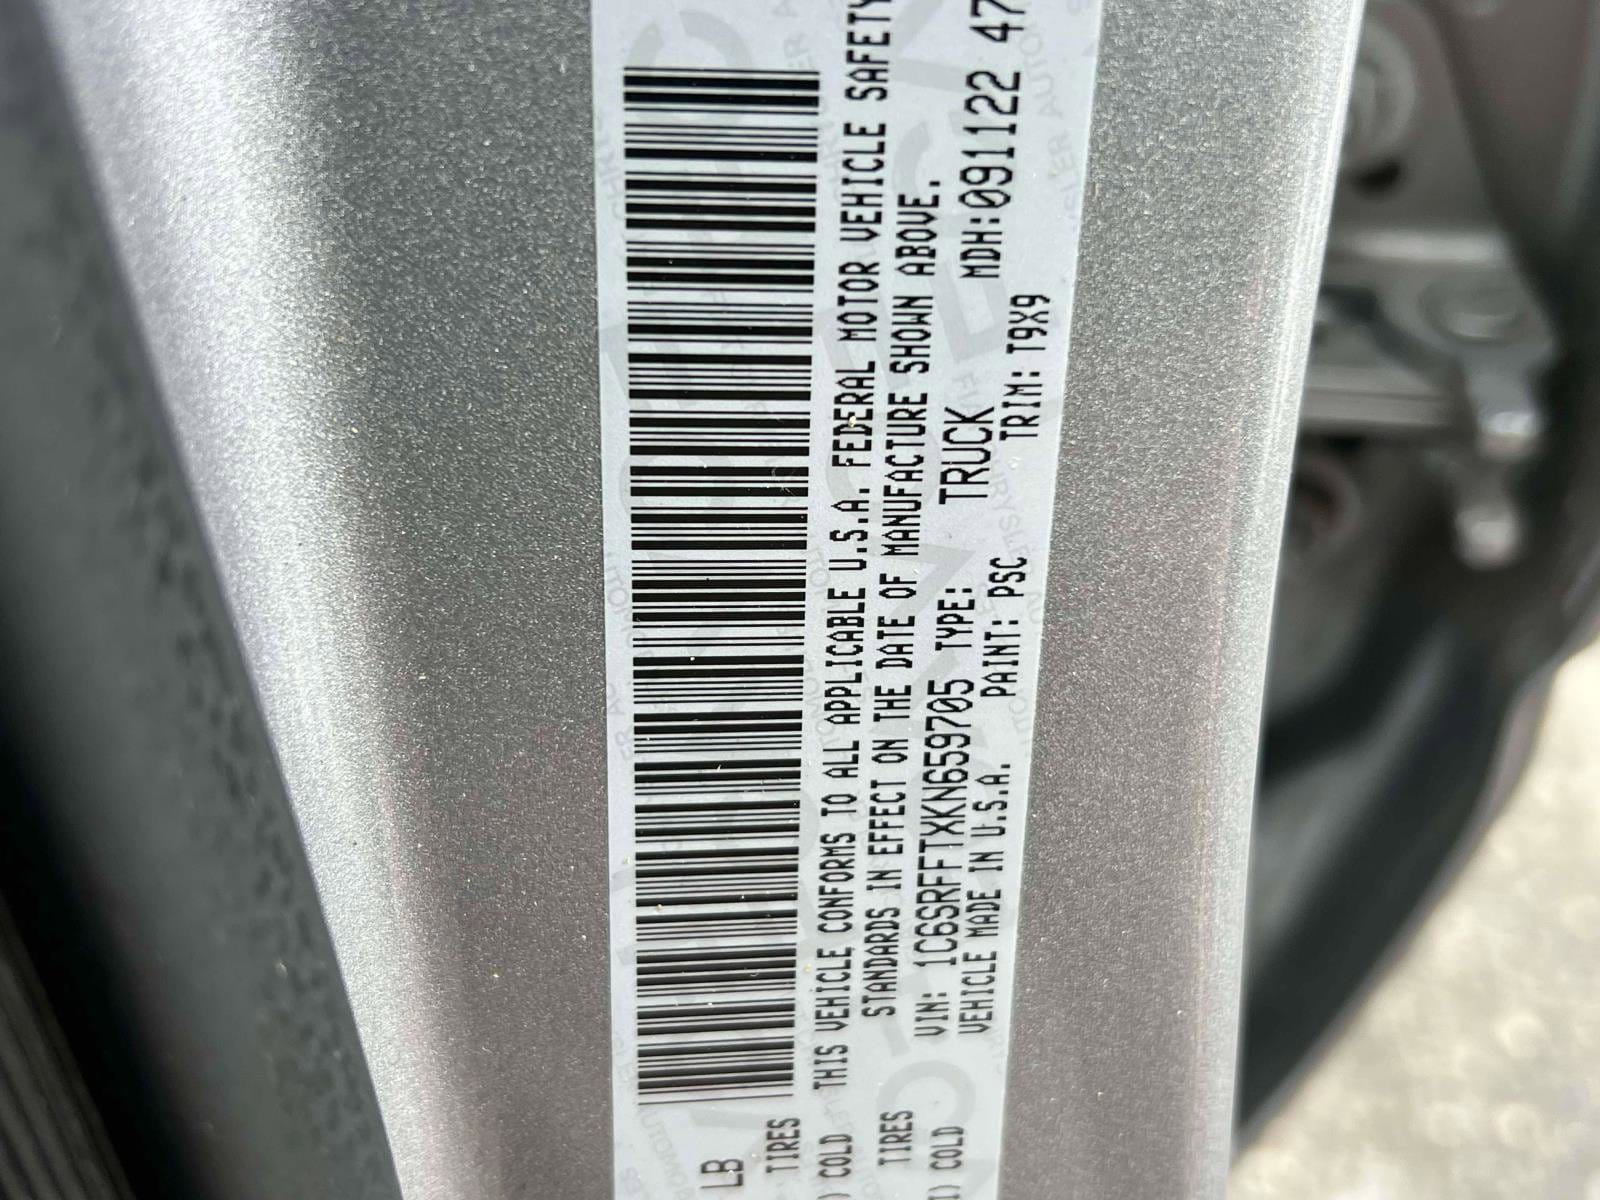 LB
TIRES
) COLD
TIRES
I) COLD
THIS VEHICLE CONFORMS TO ALL APPLICABLE U.S.A. FEDERAL MOTOR VEHICLE SAFETY
STANDARDS IN EFFECT ON THE DATE OF MANUFACTURE SHOWN ABOVE.
VIN: 1C6SRFFTXKN659705 TYPE: TRUCK MDH:091122 47
VEHICLE MADE IN U.S.A. PAINT: PSC TRIM: T9X9